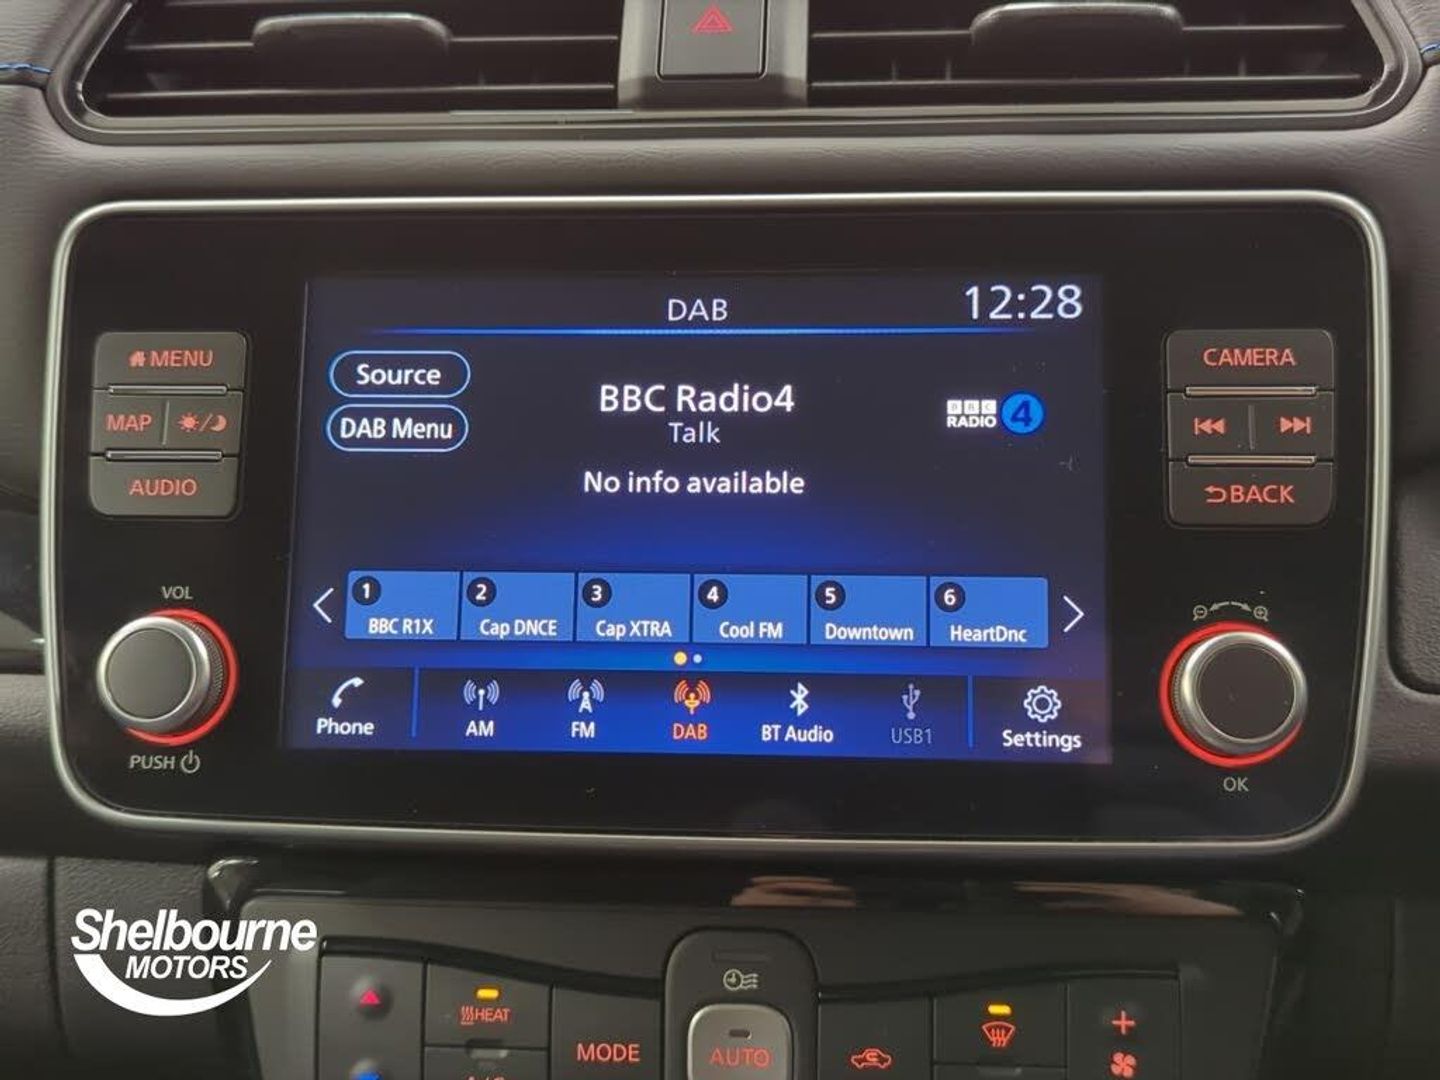 DAB
12:28
MENU
MAP
AUDIO
VOL
PUSH
Source
DAB Menu
BBC Radio4
Talk
No info available
BBC
RADIO 4
CAMERA
BACK
OK
1 BBC R1X
2 Cap DNCE
3 Cap XTRA
4 Cool FM
5 Downtown
6 HeartDnc
Phone
AM
FM
DAB
BT Audio
USB1
Settings
Shelbourne
MOTORS
HEAT
MODE
AUTO